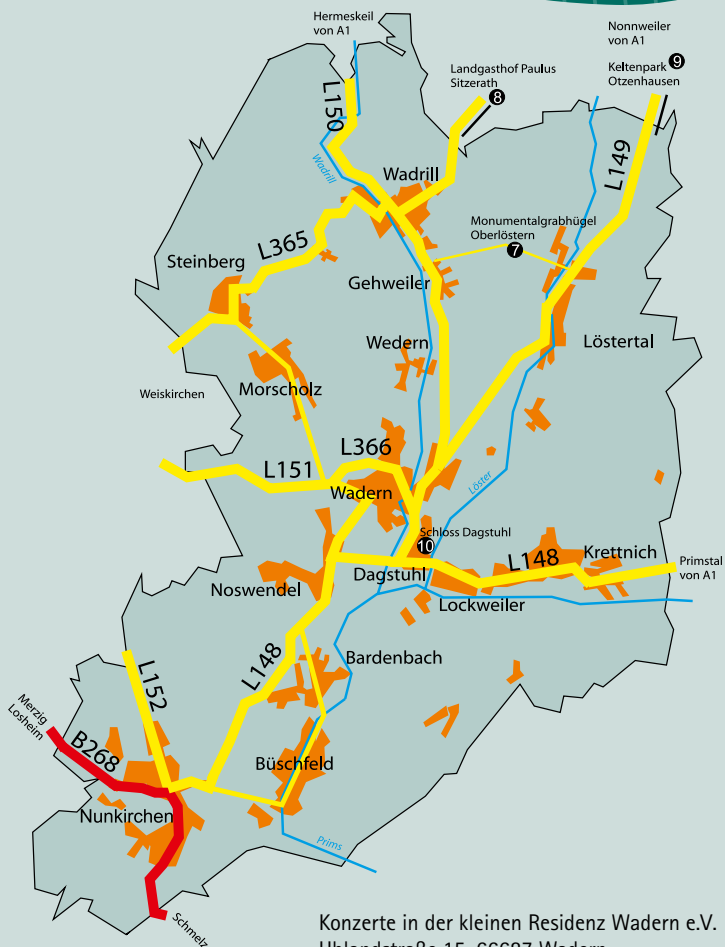 Hermeskeil
von A1
Nonnweiler
von A1
Keltenpark 9
Otzenhausen
Landgasthof Paulus
Sitzerath
8
L150
L149
Wadrill
Wadrill
Monumentalgrabhügel
Oberlöstern
7
L365
Steinberg
Gehweiler
Wedern
Löstertal
Weiskirchen
Morscholz
L366
L151
Wadern
Löster
Schloss Dagstuhl
10
L148
Krettnich
Primstal
von A1
Dagstuhl
Noswendel
Lockweiler
L148
Bardenbach
L152
Merzig
Losheim
B268
Büschfeld
Nunkirchen
Prims
Schmelz
Konzerte in der kleinen Residenz Wadern e.V.